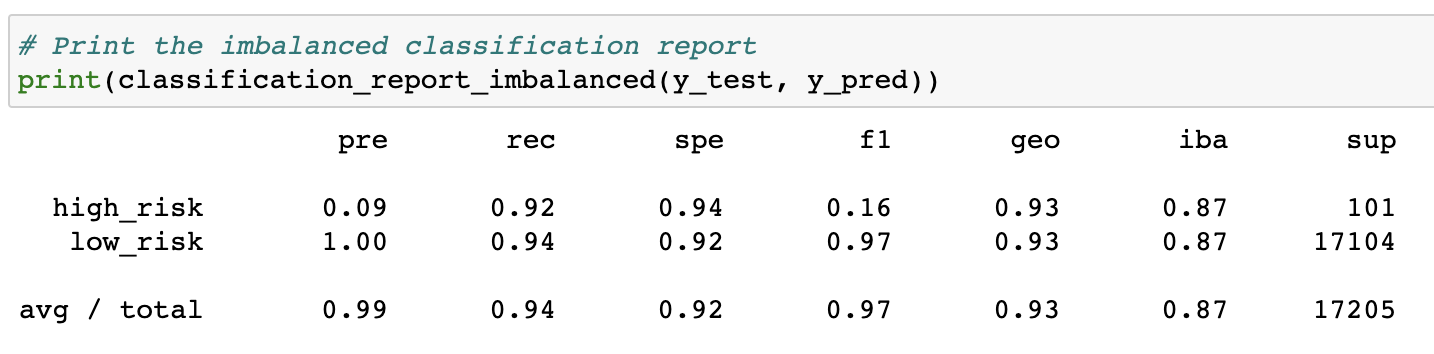 # Print the imbalanced classification report
print(classification_report_imbalanced(y_test, y_pred))
pre rec spe f1 geo iba sup
high_risk 0.09 0.92 0.94 0.16 0.93 0.87 101
low_risk 1.00 0.94 0.92 0.97 0.93 0.87 17104
avg / total 0.99 0.94 0.92 0.97 0.93 0.87 17205